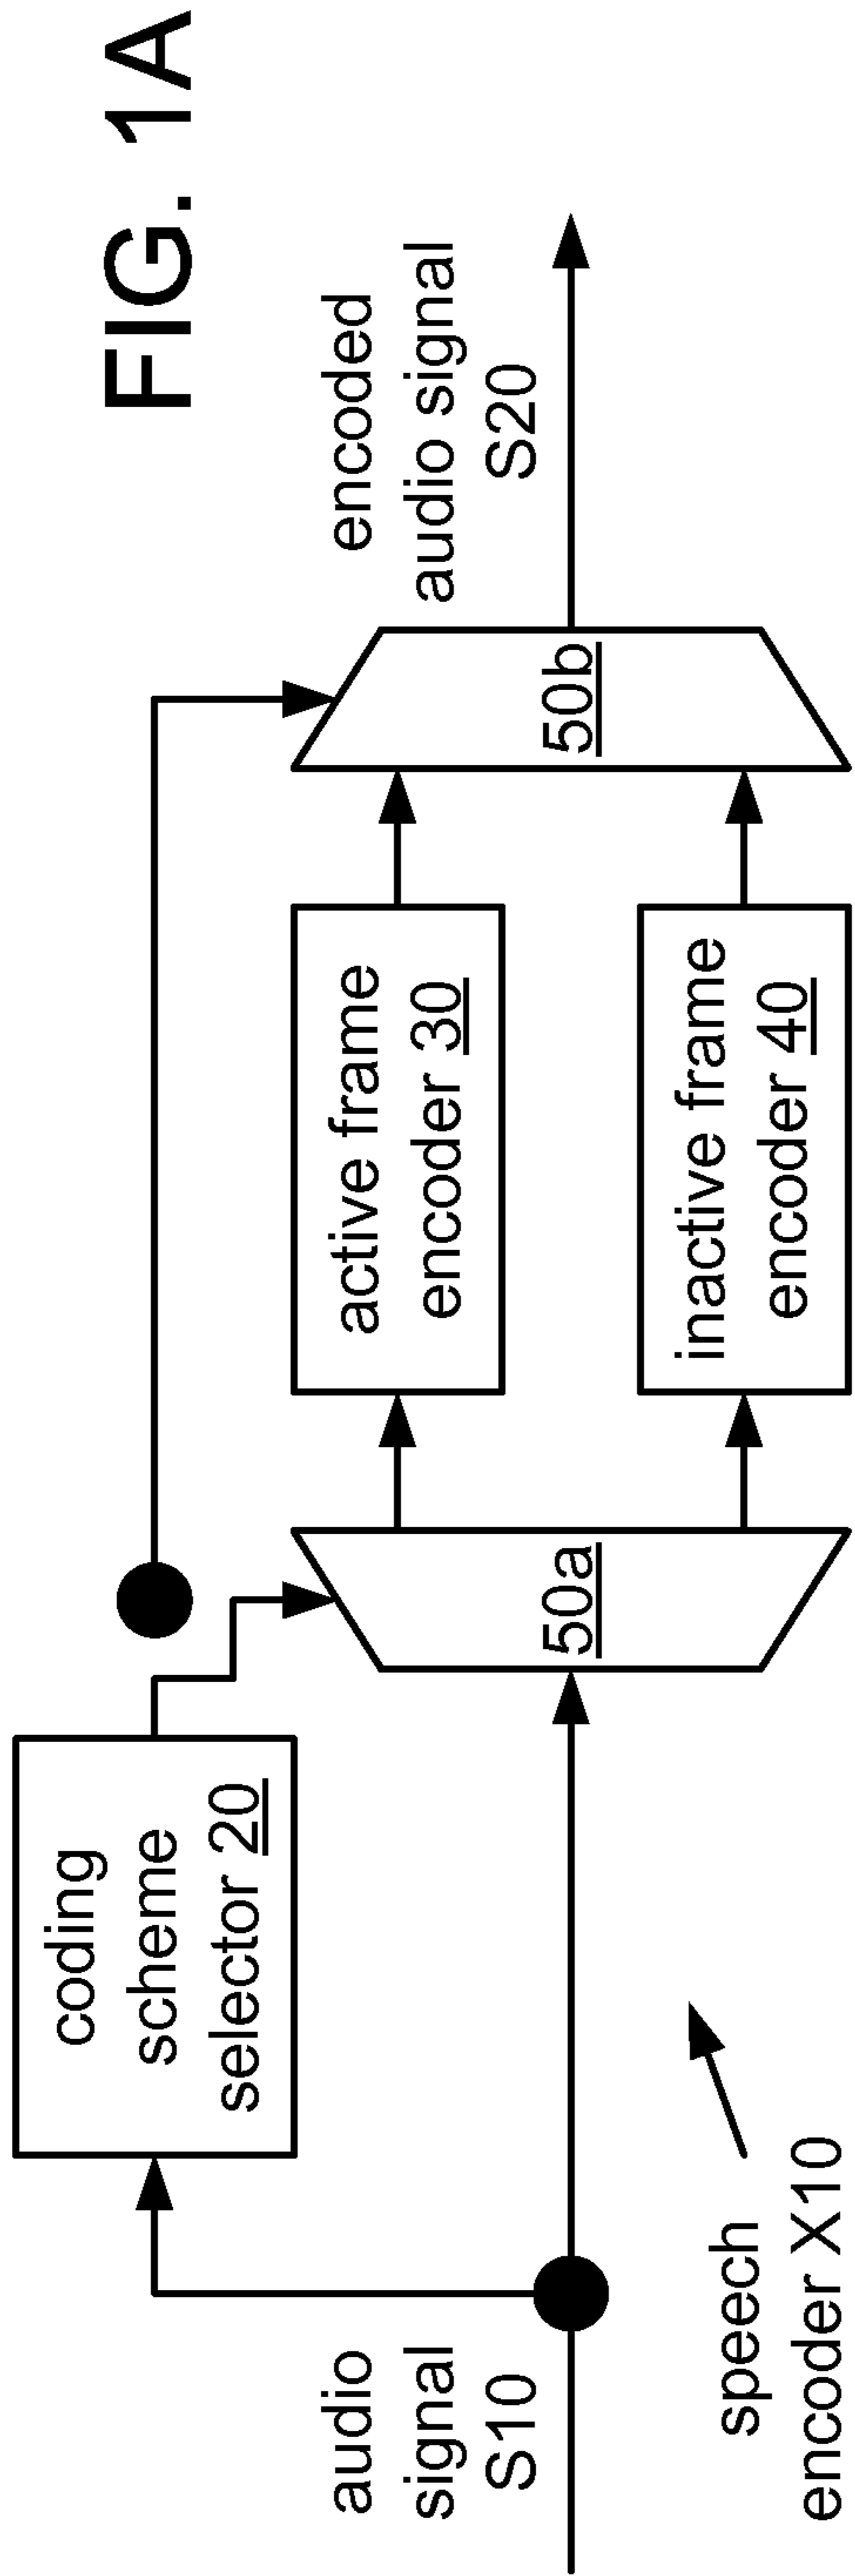 FIG. 1A
coding
scheme
selector 20
audio
signal
S10
active frame
encoder 30
encoded
audio signal
S20
50a
50b
inactive frame
encoder 40
speech
encoder X10